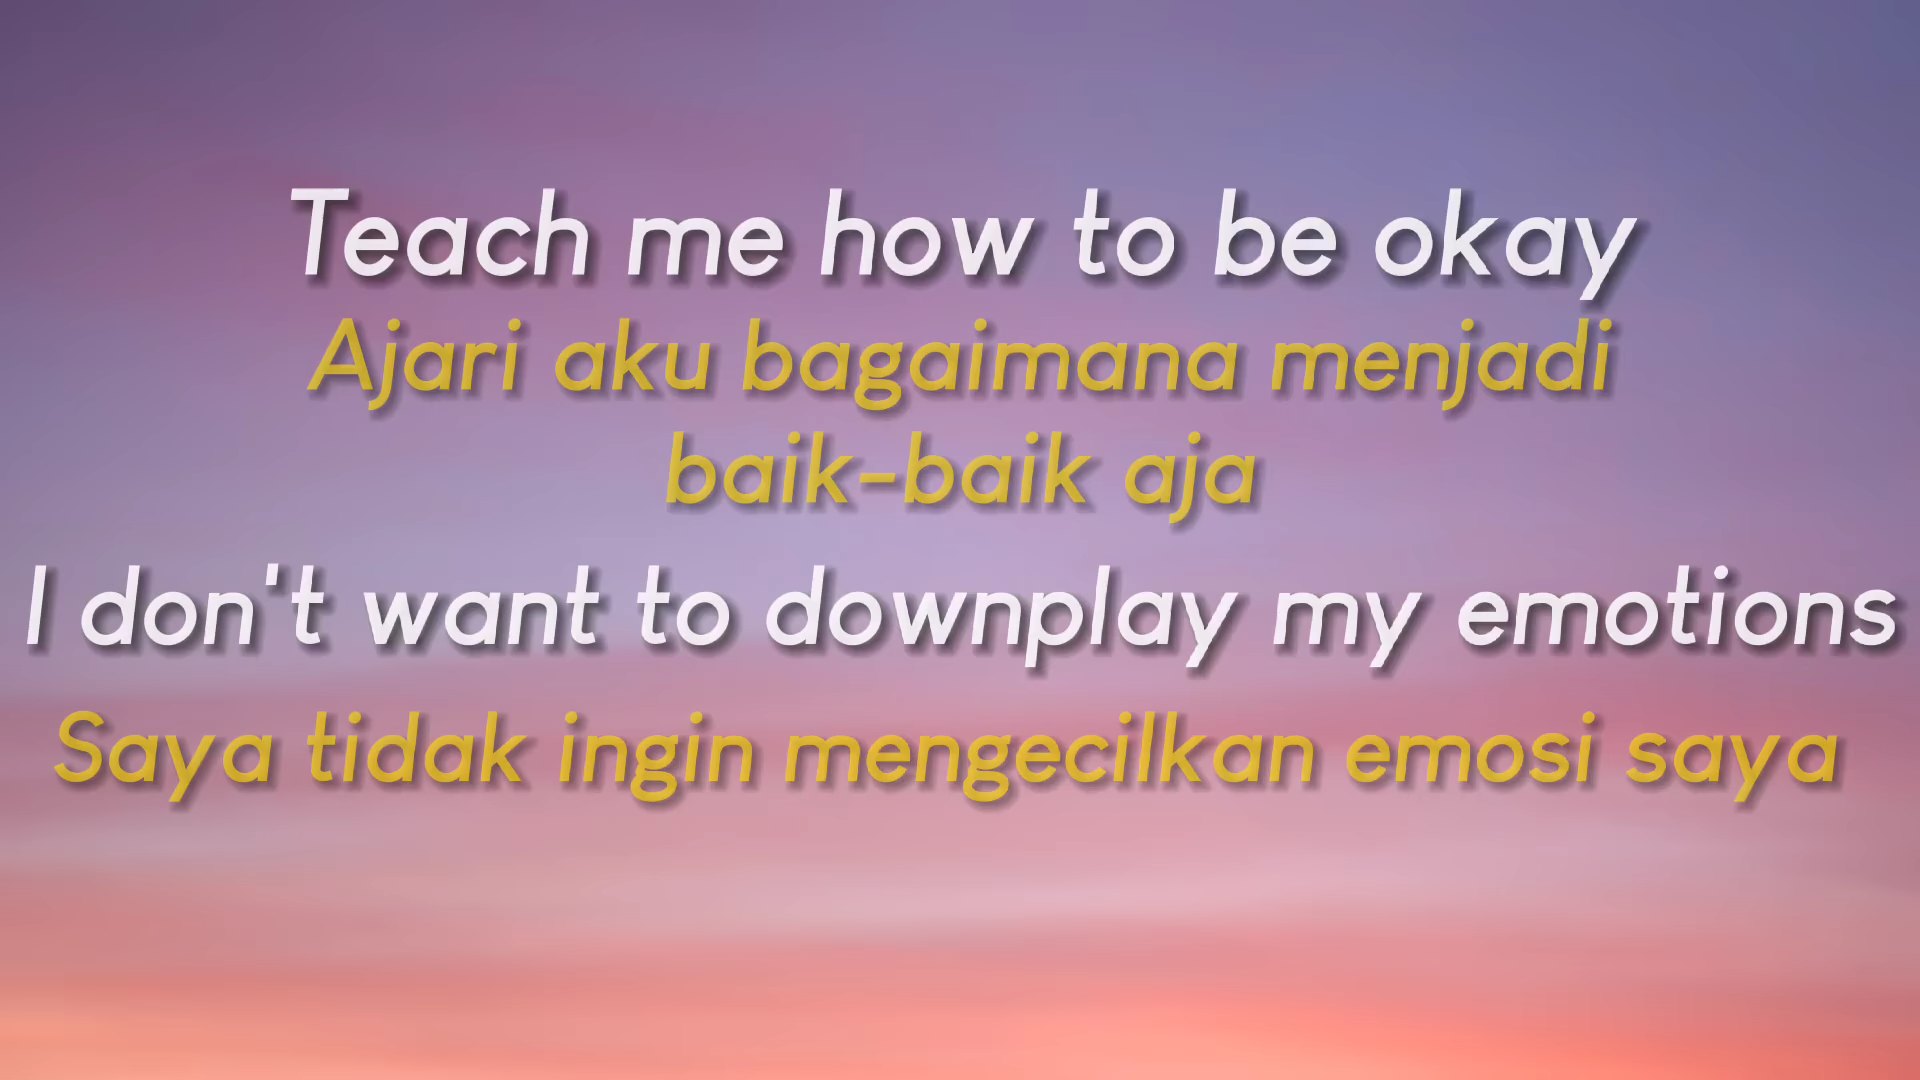 Teach me how to be okay
Ajari aku bagaimana menjadi
baik-baik aja
I don't want to downplay my emotions
Saya tidak ingin mengecilkan emosi saya